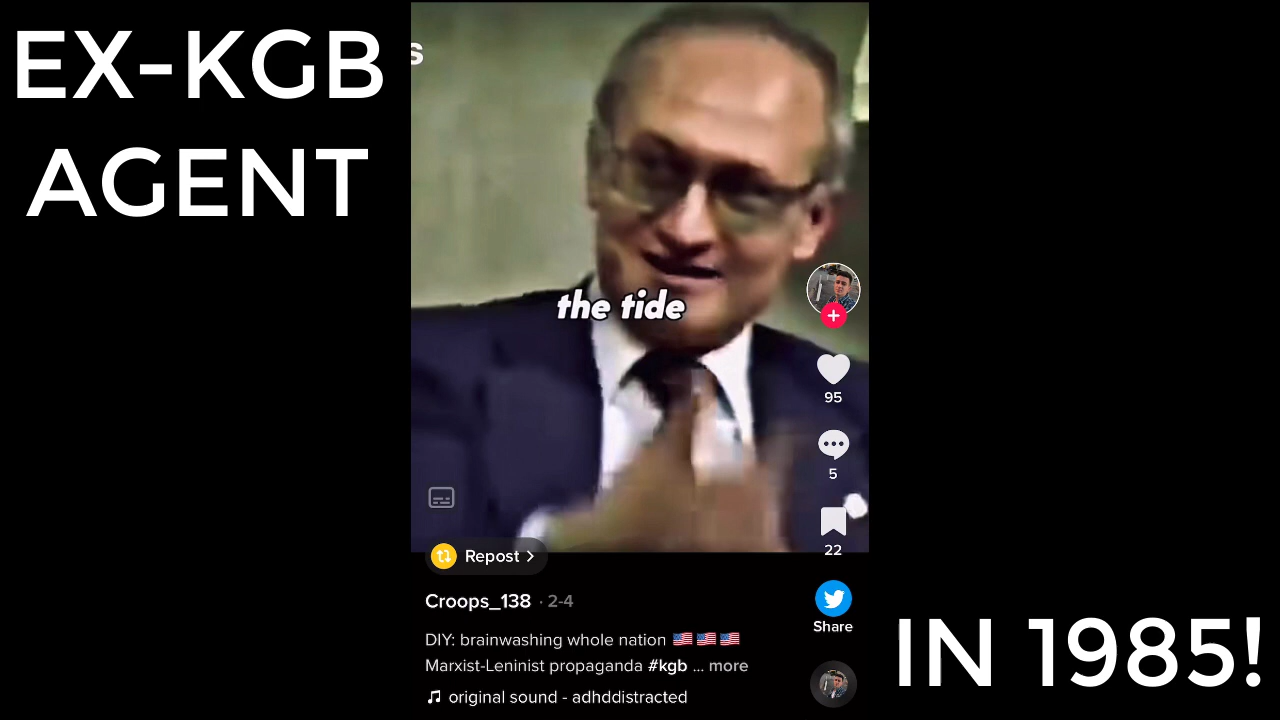 EX-KGB
AGENT
s
the tide
95
5
22
Repost >
Share
Croops_138 · 2-4
DIY: brainwashing whole nation 🇺🇸🇺🇸🇺🇸
Marxist-Leninist propaganda #kgb ... more
original sound - adhddistracted
IN 1985!